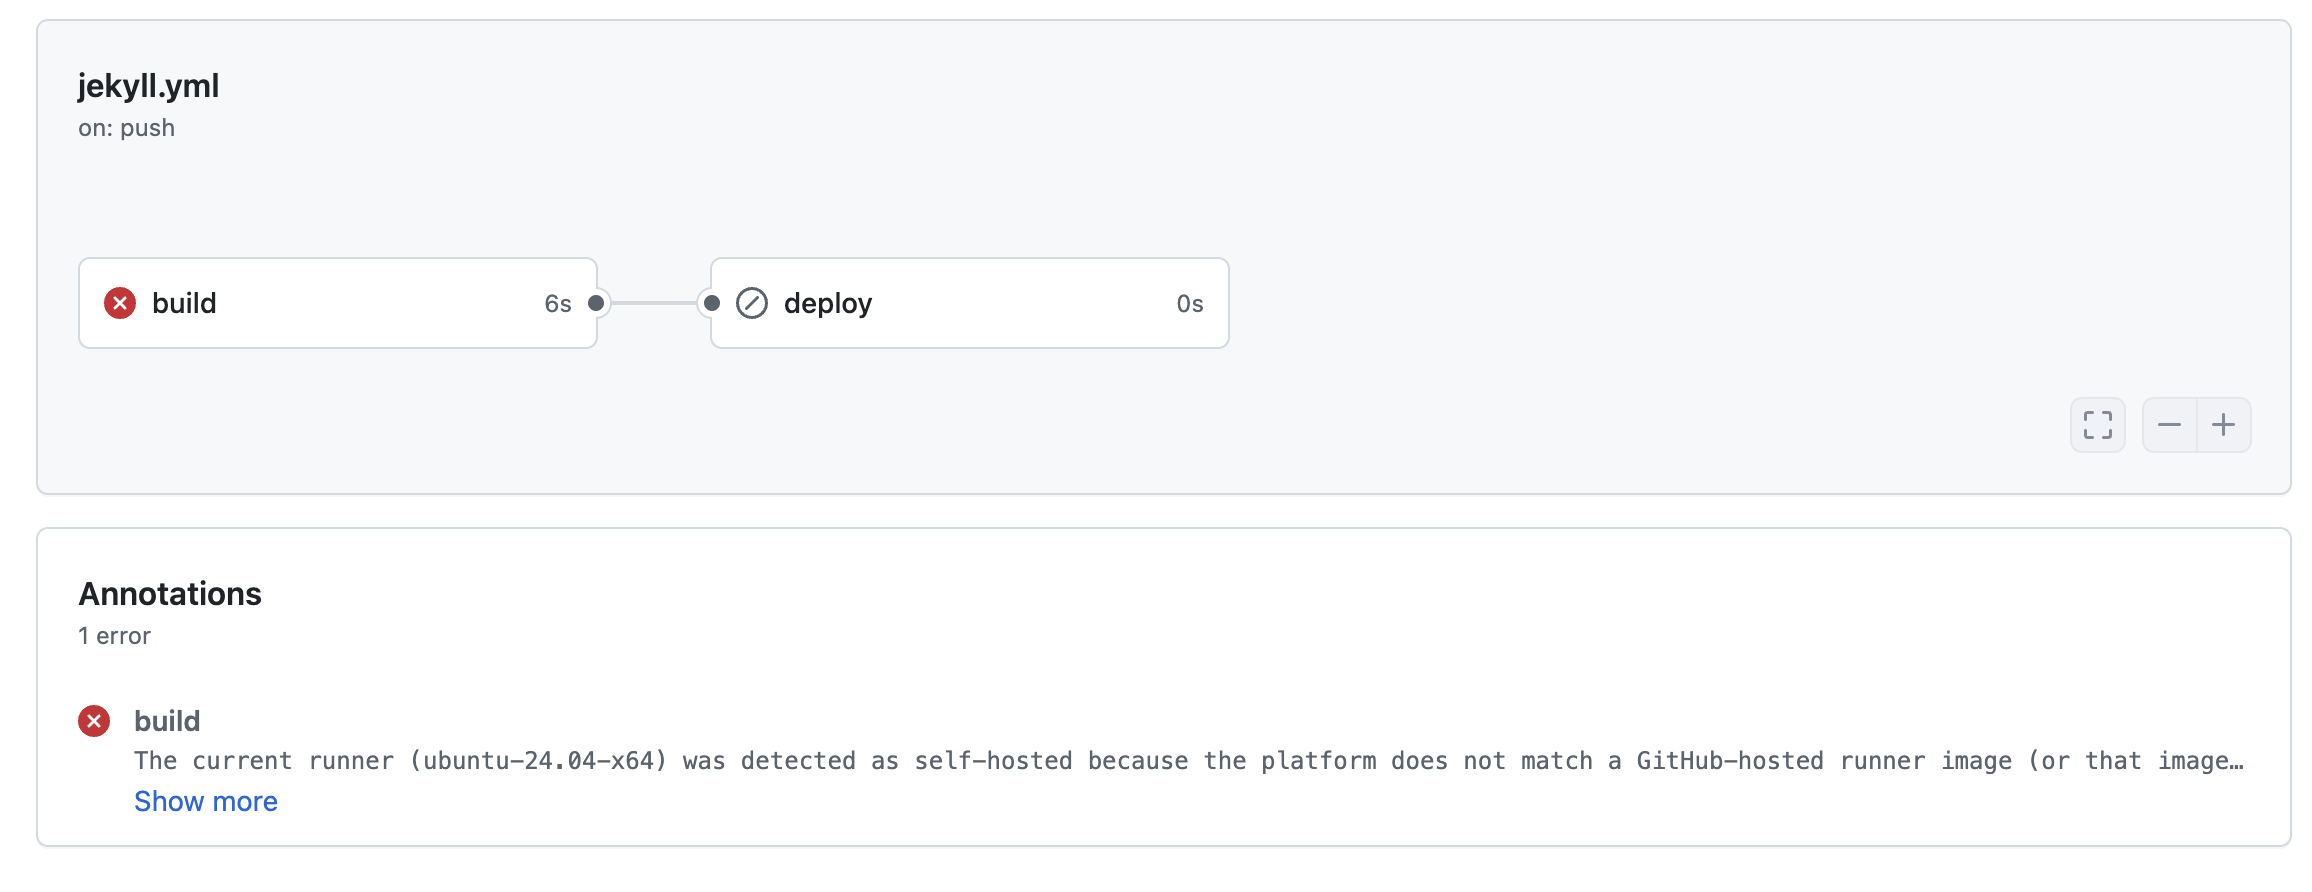 jekyll.yml
on: push
build 6s
deploy 0s
Annotations
1 error
build
The current runner (ubuntu-24.04-x64) was detected as self-hosted because the platform does not match a GitHub-hosted runner image (or that image…
Show more